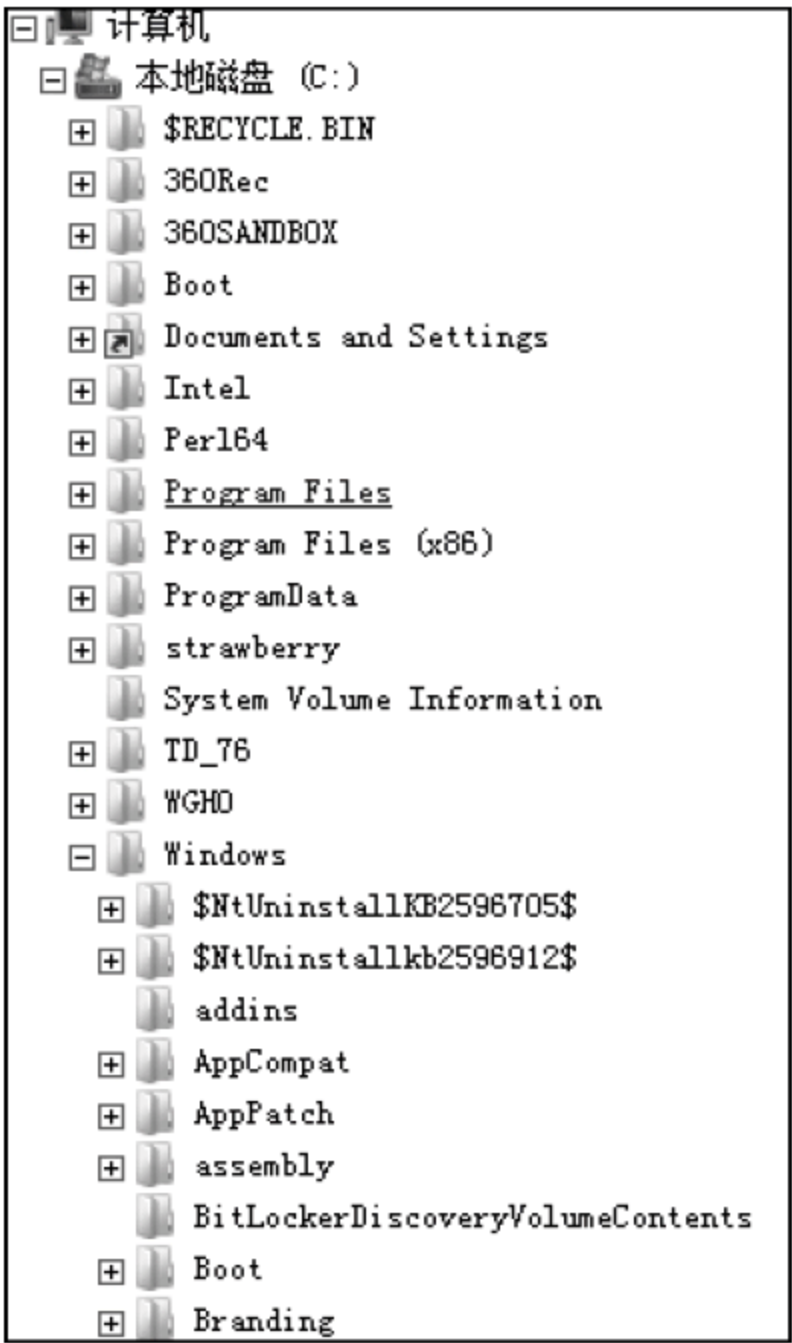 计算机
本地磁盘 (C:)
$RECYCLE.BIN
360Rec
360SANDBOX
Boot
Documents and Settings
Intel
Perl64
Program Files
Program Files (x86)
ProgramData
strawberry
System Volume Information
TD_76
WGHO
Windows
$NtUninstallKB2596705$
$NtUninstallkb2596912$
addins
AppCompat
AppPatch
assembly
BitLockerDiscoveryVolumeContents
Boot
Branding